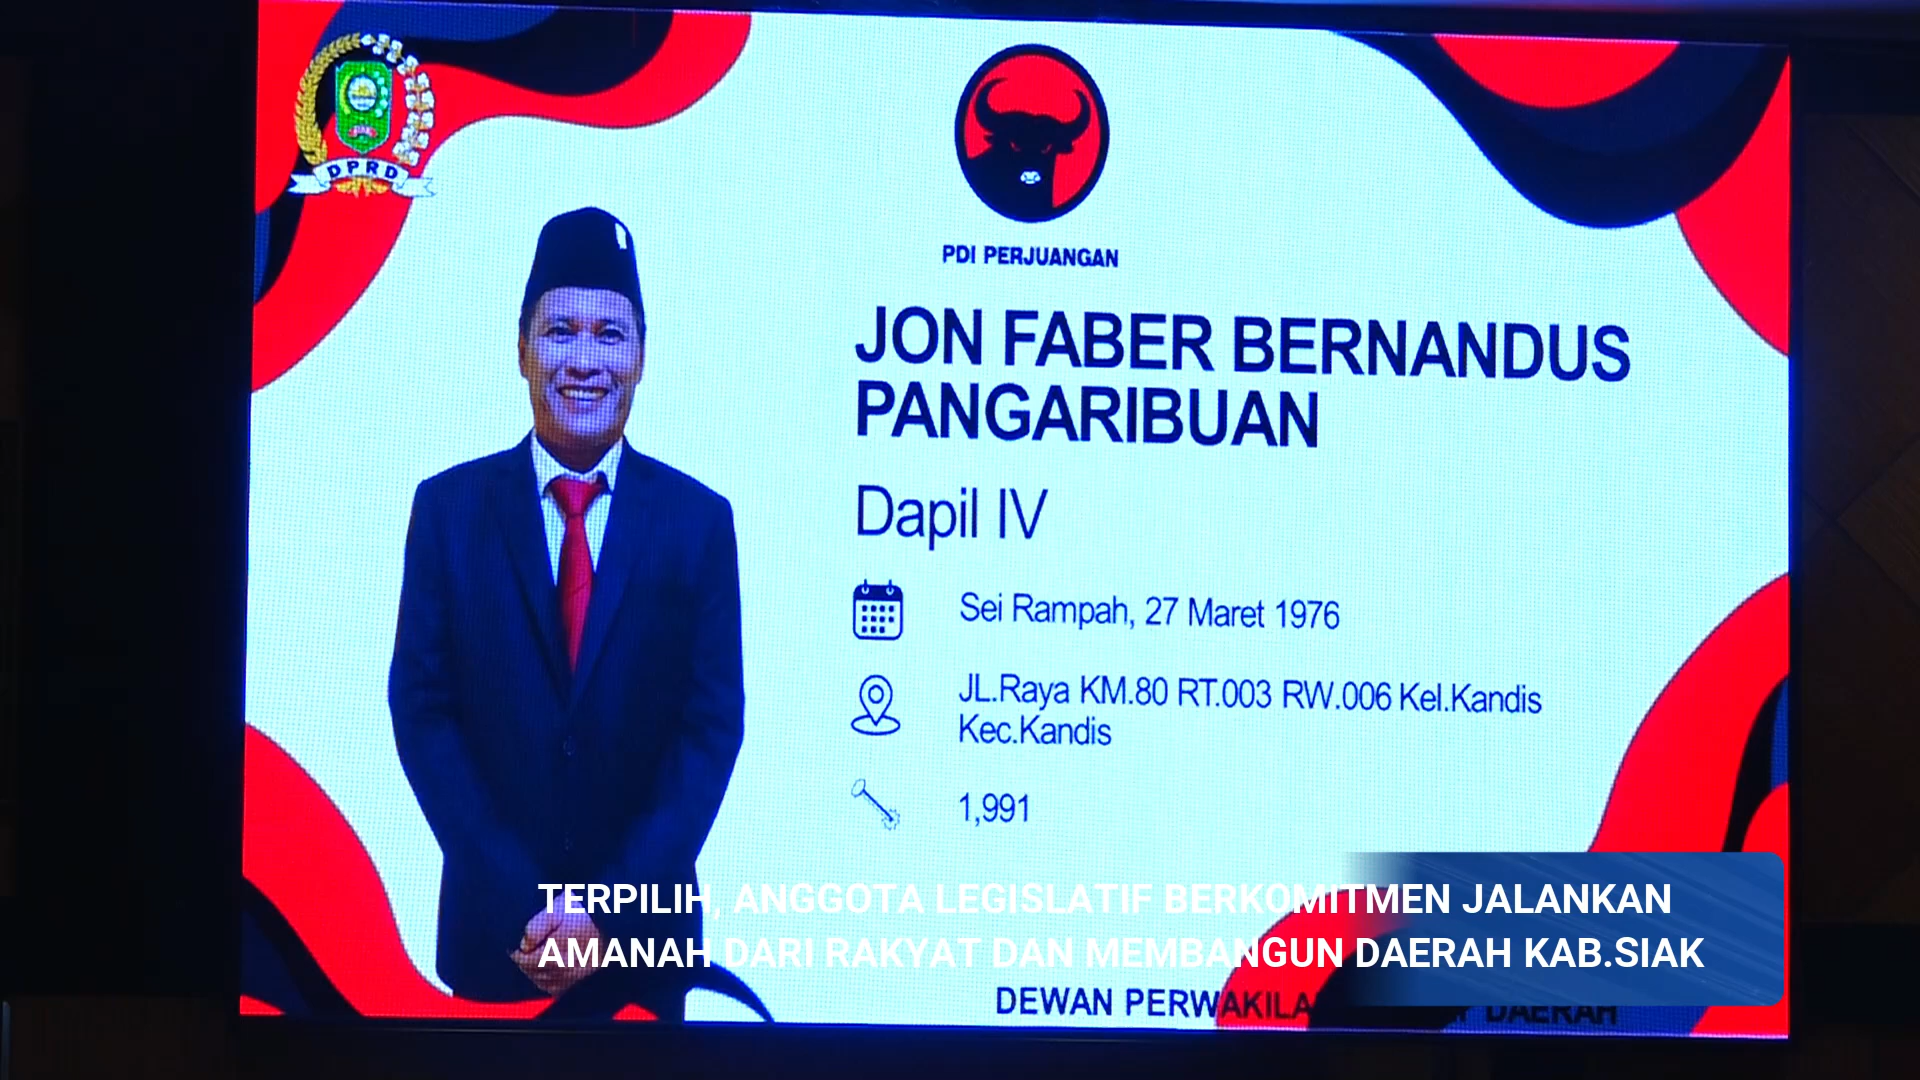 DPRD
PDI PERJUANGAN
JON FABER BERNANDUS
PANGARIBUAN
Dapil IV
Sei Rampah, 27 Maret 1976
JL.Raya KM.80 RT.003 RW.006 Kel.Kandis
Kec.Kandis
1,991
TERPILIH, ANGGOTA LEGISLATIF BERKOMITMEN JALANKAN
AMANAH DARI RAKYAT DAN MEMBANGUN DAERAH KAB.SIAK
DEWAN DAERAH